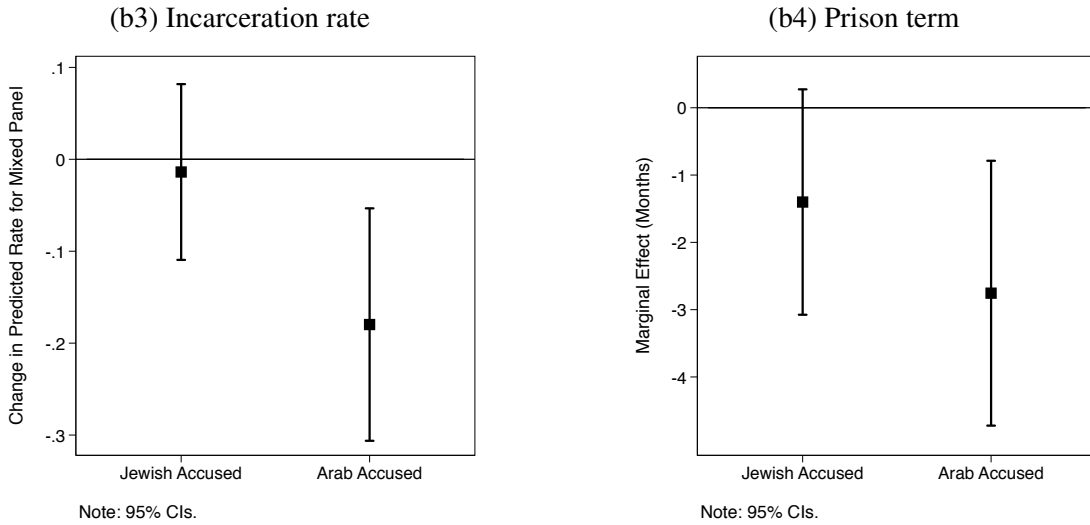 (b3) Incarceration rate
Change in Predicted Rate for Mixed Panel
.1
0
-.1
-.2
-.3
Jewish Accused Arab Accused
Note: 95% CIs.
(b4) Prison term
Marginal Effect (Months)
0
-1
-2
-3
-4
Jewish Accused Arab Accused
Note: 95% CIs.